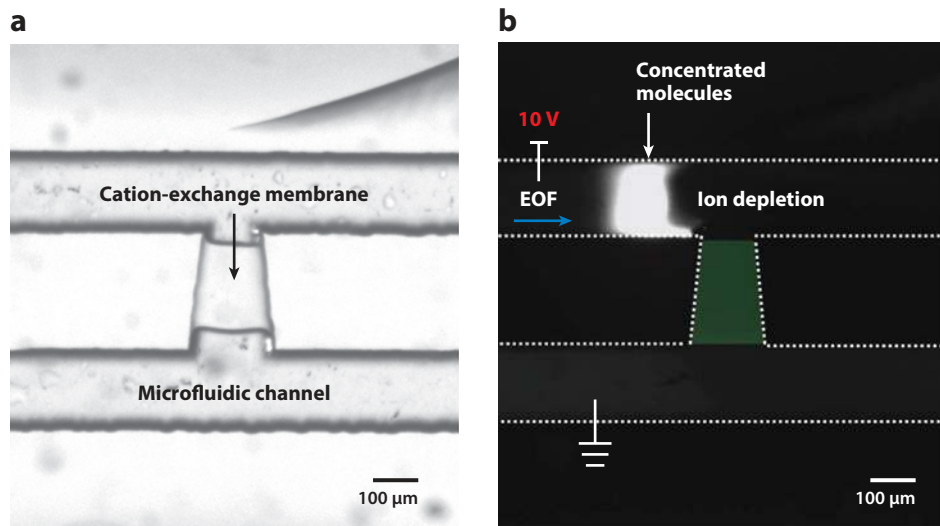 a
Cation-exchange membrane
Microfluidic channel
100 µm
b
Concentrated
molecules
10 V
EOF
Ion depletion
100 µm